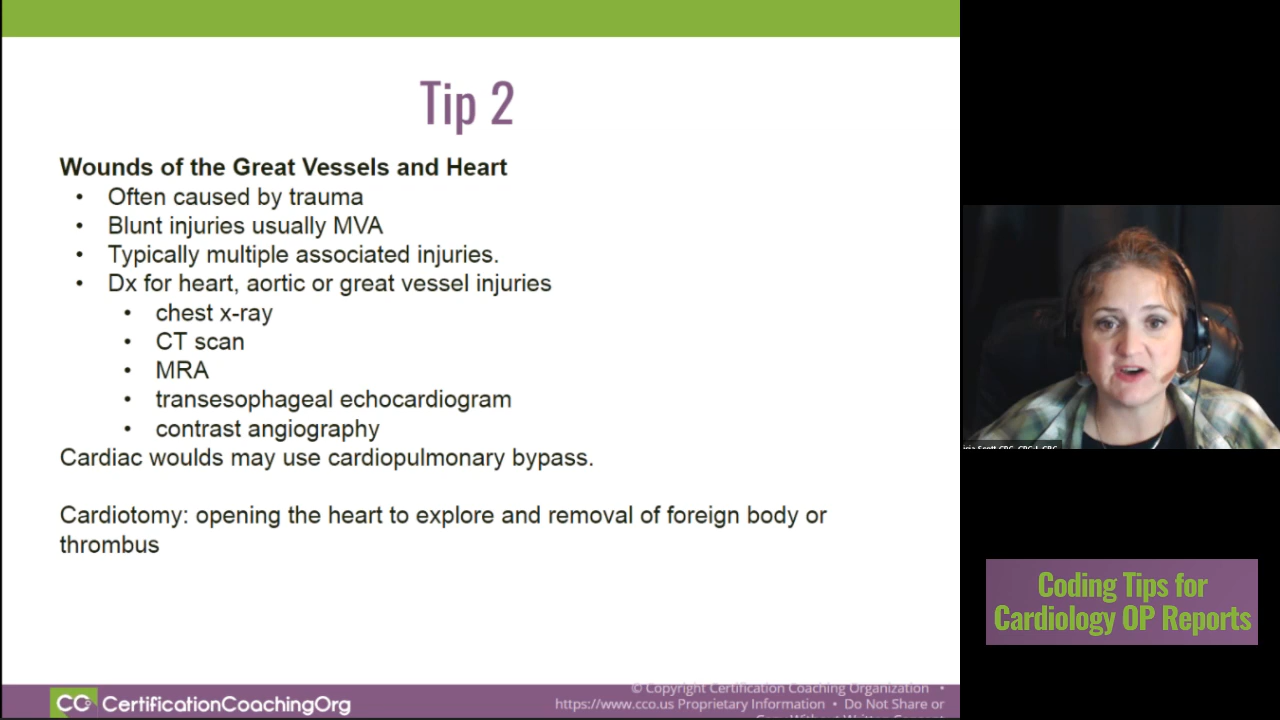 Tip 2
Wounds of the Great Vessels and Heart
• Often caused by trauma
• Blunt injuries usually MVA
• Typically multiple associated injuries.
• Dx for heart, aortic or great vessel injuries
• chest x-ray
• CT scan
• MRA
• transesophageal echocardiogram
• contrast angiography
Cardiac woulds may use cardiopulmonary bypass.
Cardiotomy: opening the heart to explore and removal of foreign body or
thrombus
Coding Tips for
Cardiology OP Reports
CCO CertificationCoachingOrg
© Copyright Certification Coaching Organization •
https://www.cco.us Proprietary Information • Do Not Share or